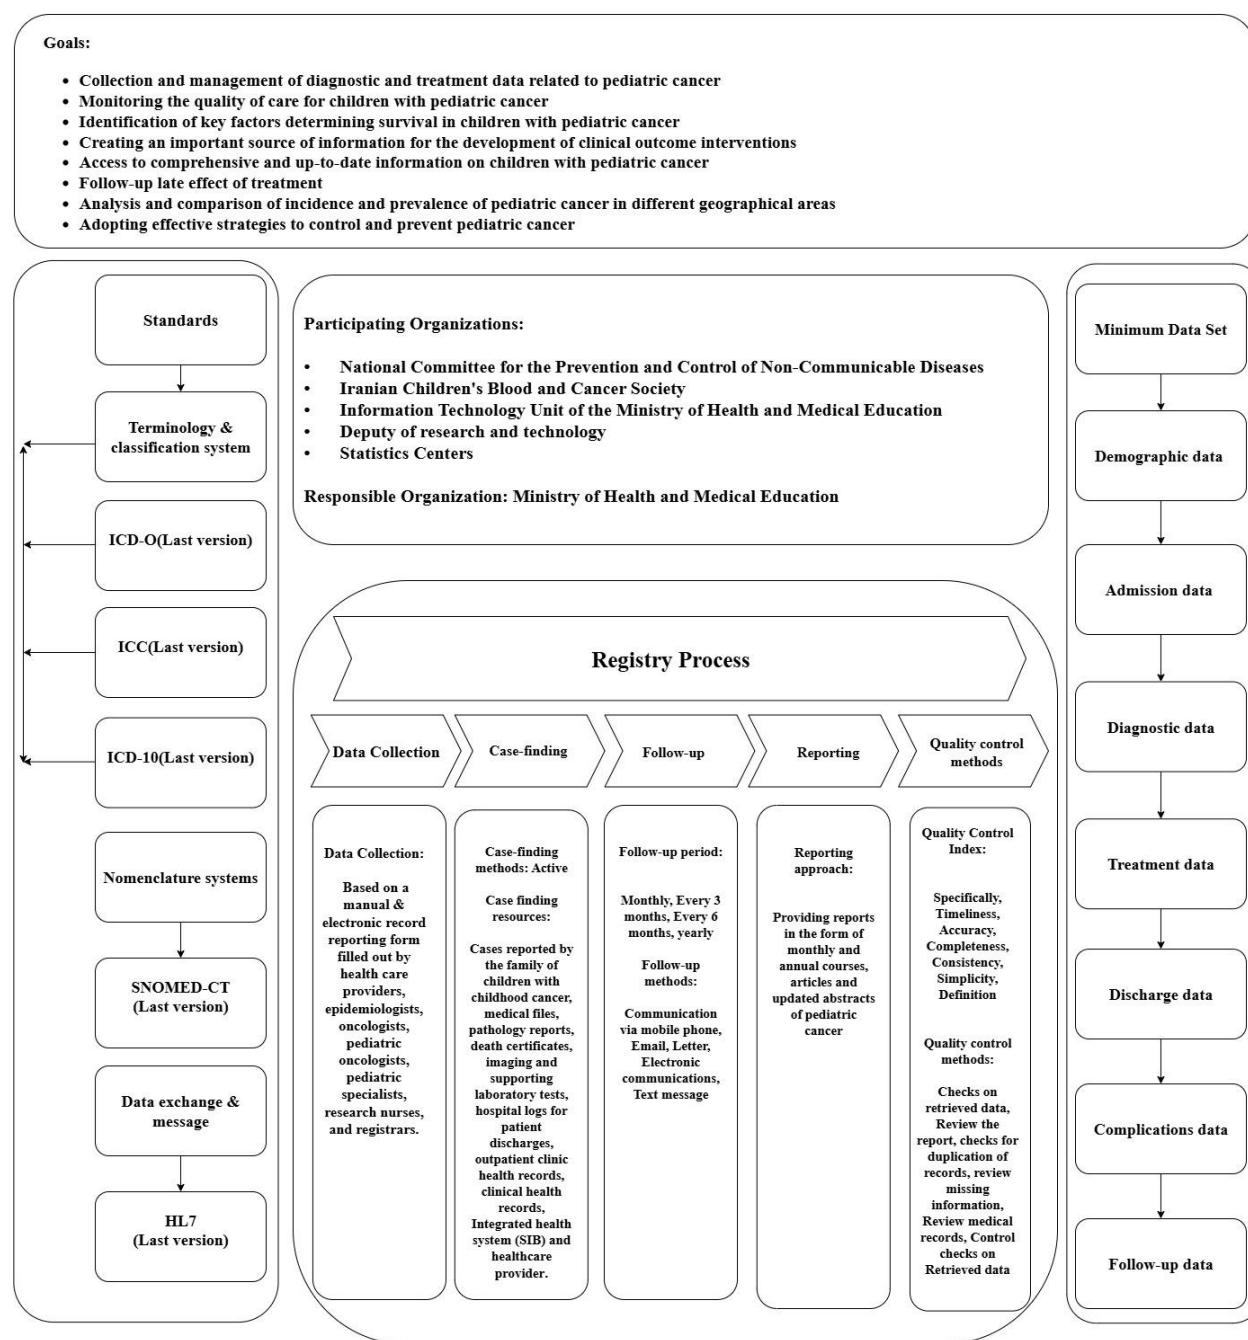 Goals:
• Collection and management of diagnostic and treatment data related to pediatric cancer
• Monitoring the quality of care for children with pediatric cancer
• Identification of key factors determining survival in children with pediatric cancer
• Creating an important source of information for the development of clinical outcome interventions
• Access to comprehensive and up-to-date information on children with pediatric cancer
• Follow-up late effect of treatment
• Analysis and comparison of incidence and prevalence of pediatric cancer in different geographical areas
• Adopting effective strategies to control and prevent pediatric cancer
Standards
Terminology &
classification system
ICD-O(Last version)
ICC(Last version)
ICD-10(Last version)
Nomenclature systems
SNOMED-CT
(Last version)
Data exchange &
message
HL7
(Last version)
Participating Organizations:
• National Committee for the Prevention and Control of Non-Communicable Diseases
• Iranian Children's Blood and Cancer Society
• Information Technology Unit of the Ministry of Health and Medical Education
• Deputy of research and technology
• Statistics Centers
Responsible Organization: Ministry of Health and Medical Education
Registry Process
Data Collection
Case-finding
Follow-up
Reporting
Quality control
methods
Data Collection:
Based on a
manual &
electronic record
reporting form
filled out by
health care
providers,
epidemiologists,
oncologists,
pediatric
oncologists,
pediatric
specialists,
research nurses,
and registrars.
Case-finding
methods: Active
Case finding
resources:
Cases reported by
the family of
children with
childhood cancer,
medical files,
pathology reports,
death certificates,
imaging and
supporting
laboratory tests,
hospital logs for
patient
discharges,
outpatient clinic
health records,
clinical health
records,
Integrated health
system (SIB) and
healthcare
provider.
Follow-up period:
Monthly, Every 3
months, Every 6
months, yearly
Follow-up
methods:
Communication
via mobile phone,
Email, Letter,
Electronic
communications,
Text message
Reporting
approach:
Providing reports
in the form of
monthly and
annual courses,
articles and
updated abstracts
of pediatric
cancer
Quality Control
Index:
Specifically,
Timeliness,
Accuracy,
Completeness,
Consistency,
Simplicity,
Definition
Quality control
methods:
Checks on
retrieved data,
Review the
report, checks for
duplication of
records, review
missing
information,
Review medical
records, Control
checks on
Retrieved data
Minimum Data Set
Demographic data
Admission data
Diagnostic data
Treatment data
Discharge data
Complications data
Follow-up data